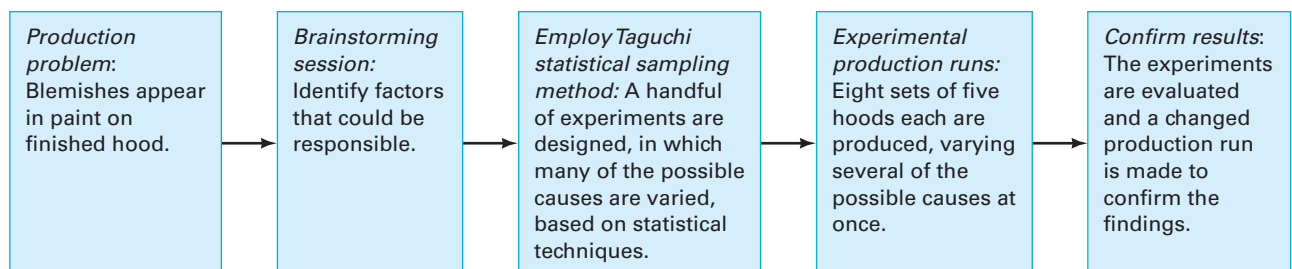 Production
problem:
Blemishes appear
in paint on
finished hood.
Brainstorming
session:
Identify factors
that could be
responsible.
Employ Taguchi
statistical sampling
method: A handful
of experiments are
designed, in which
many of the possible
causes are varied,
based on statistical
techniques.
Experimental
production runs:
Eight sets of five
hoods each are
produced, varying
several of the
possible causes at
once.
Confirm results:
The experiments
are evaluated
and a changed
production run
is made to
confirm the
findings.